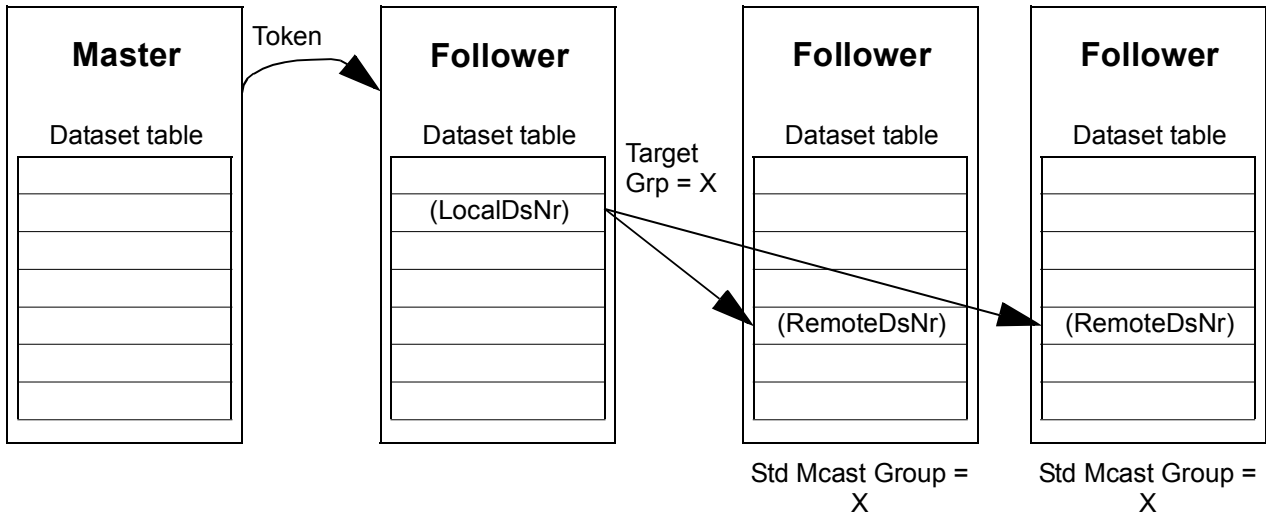 Master
Token
Follower
Follower
Follower
Dataset table
Dataset table
Dataset table
Dataset table
Target
Grp = X
(LocalDsNr)
(RemoteDsNr)
(RemoteDsNr)
Std Mcast Group =
X
Std Mcast Group =
X